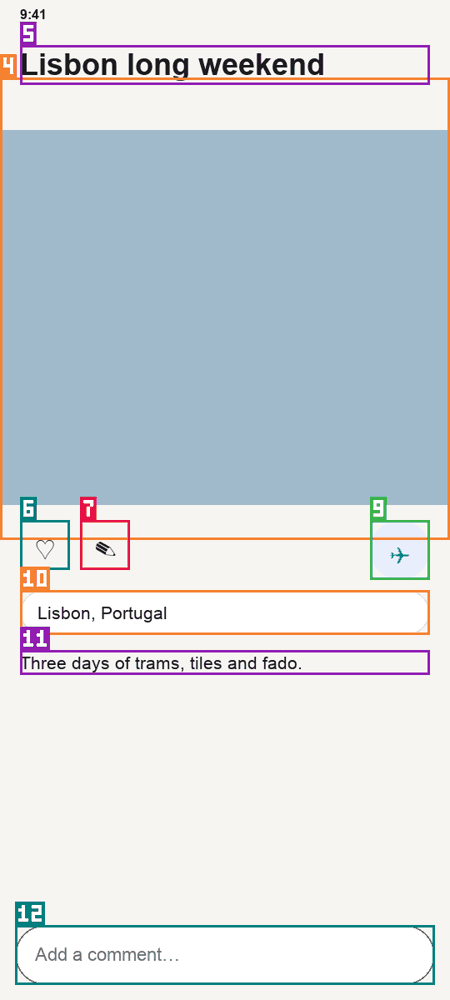 9:41
Lisbon long weekend
Lisbon, Portugal
Three days of trams, tiles and fado.
Add a comment…